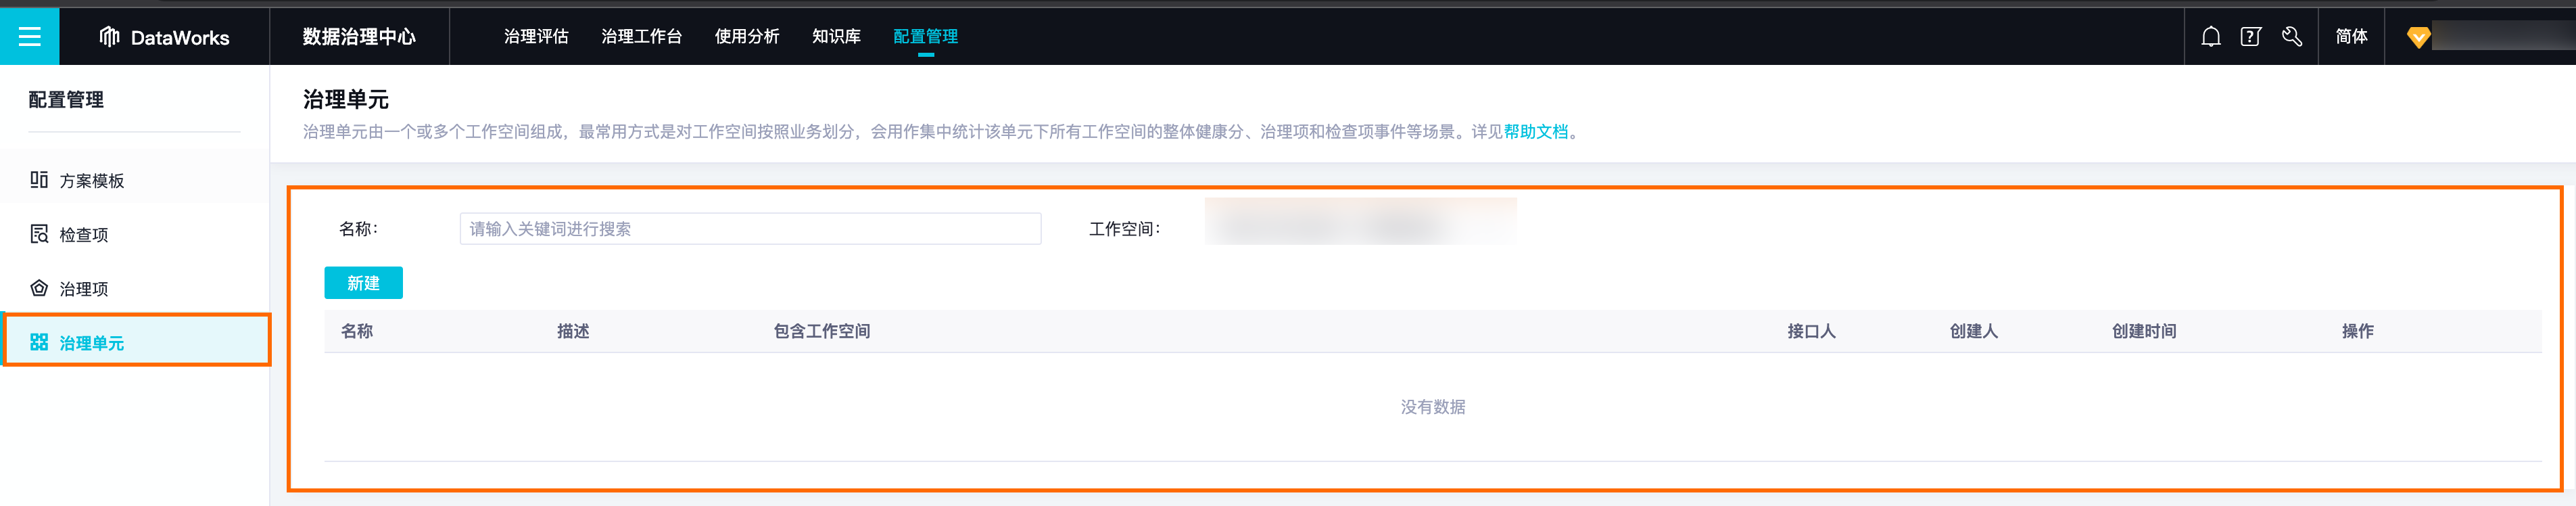 DataWorks 数据治理中心 治理评估 治理工作台 使用分析 知识库 配置管理 简体
配置管理
方案模板
检查项
治理项
治理单元
治理单元
治理单元由一个或多个工作空间组成，最常用方式是对工作空间按照业务划分，会用作集中统计该单元下所有工作空间的整体健康分、治理项和检查项事件等场景。详见帮助文档。
名称： 请输入关键词进行搜索 工作空间：
新建
名称 描述 包含工作空间 接口人 创建人 创建时间 操作
没有数据